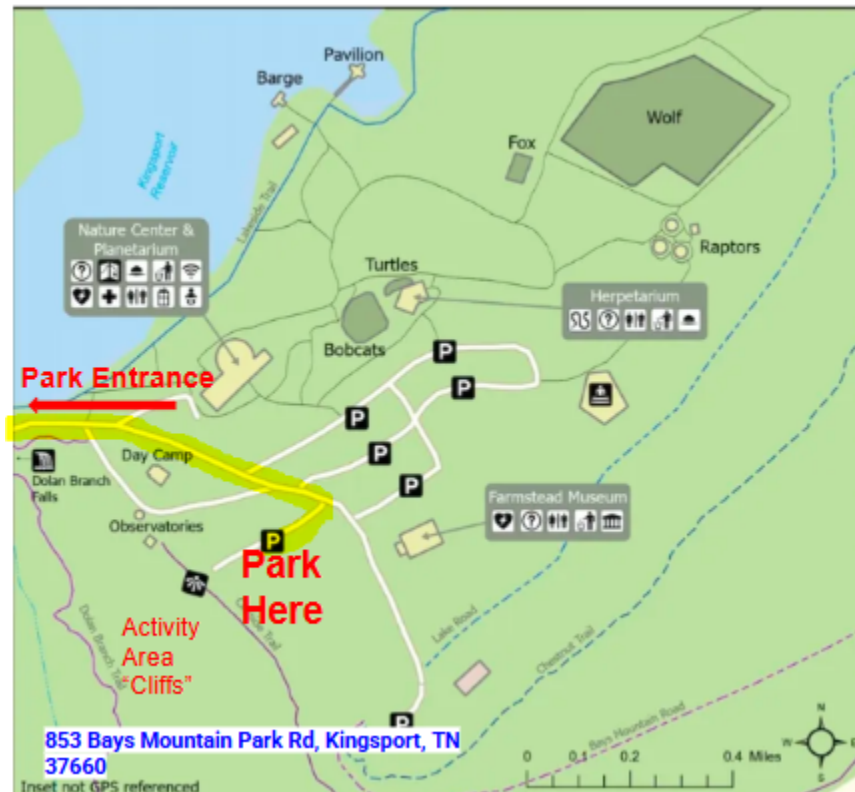 Pavilion
Barge
Wolf
Fox
Kingsport
Reservoir
Lakeside Trail
Nature Center &
Planetarium
Raptors
Turtles
Herpetarium
Bobcats
Park Entrance
P
P
P
P
P
Day Camp
Dolan Branch
Falls
Farmstead Museum
Observatories
P
Park
Here
Activity
Area
"Cliffs"
Dolan Branch Trail
Trail
Lake Road
Chestnut Trail
Bays Mountain Road
P
853 Bays Mountain Park Rd, Kingsport, TN
37660
N
W
E
S
0 0.2 0.2 0.4 Miles
Inset not GPS referenced